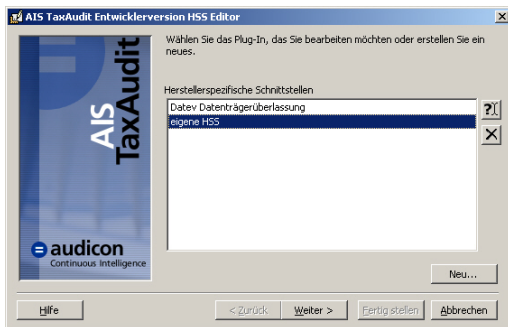 AIS TaxAudit Entwicklerversion HSS Editor
Wählen Sie das Plug-In, das Sie bearbeiten möchten oder erstellen Sie ein
neues.
AIS
TaxAudit
Herstellerspezifische Schnittstellen
Datev Datenträgerüberlassung
eigene HSS
audicon
Continuous Intelligence
Neu...
Hilfe
< Zurück
Weiter >
Fertig stellen
Abbrechen